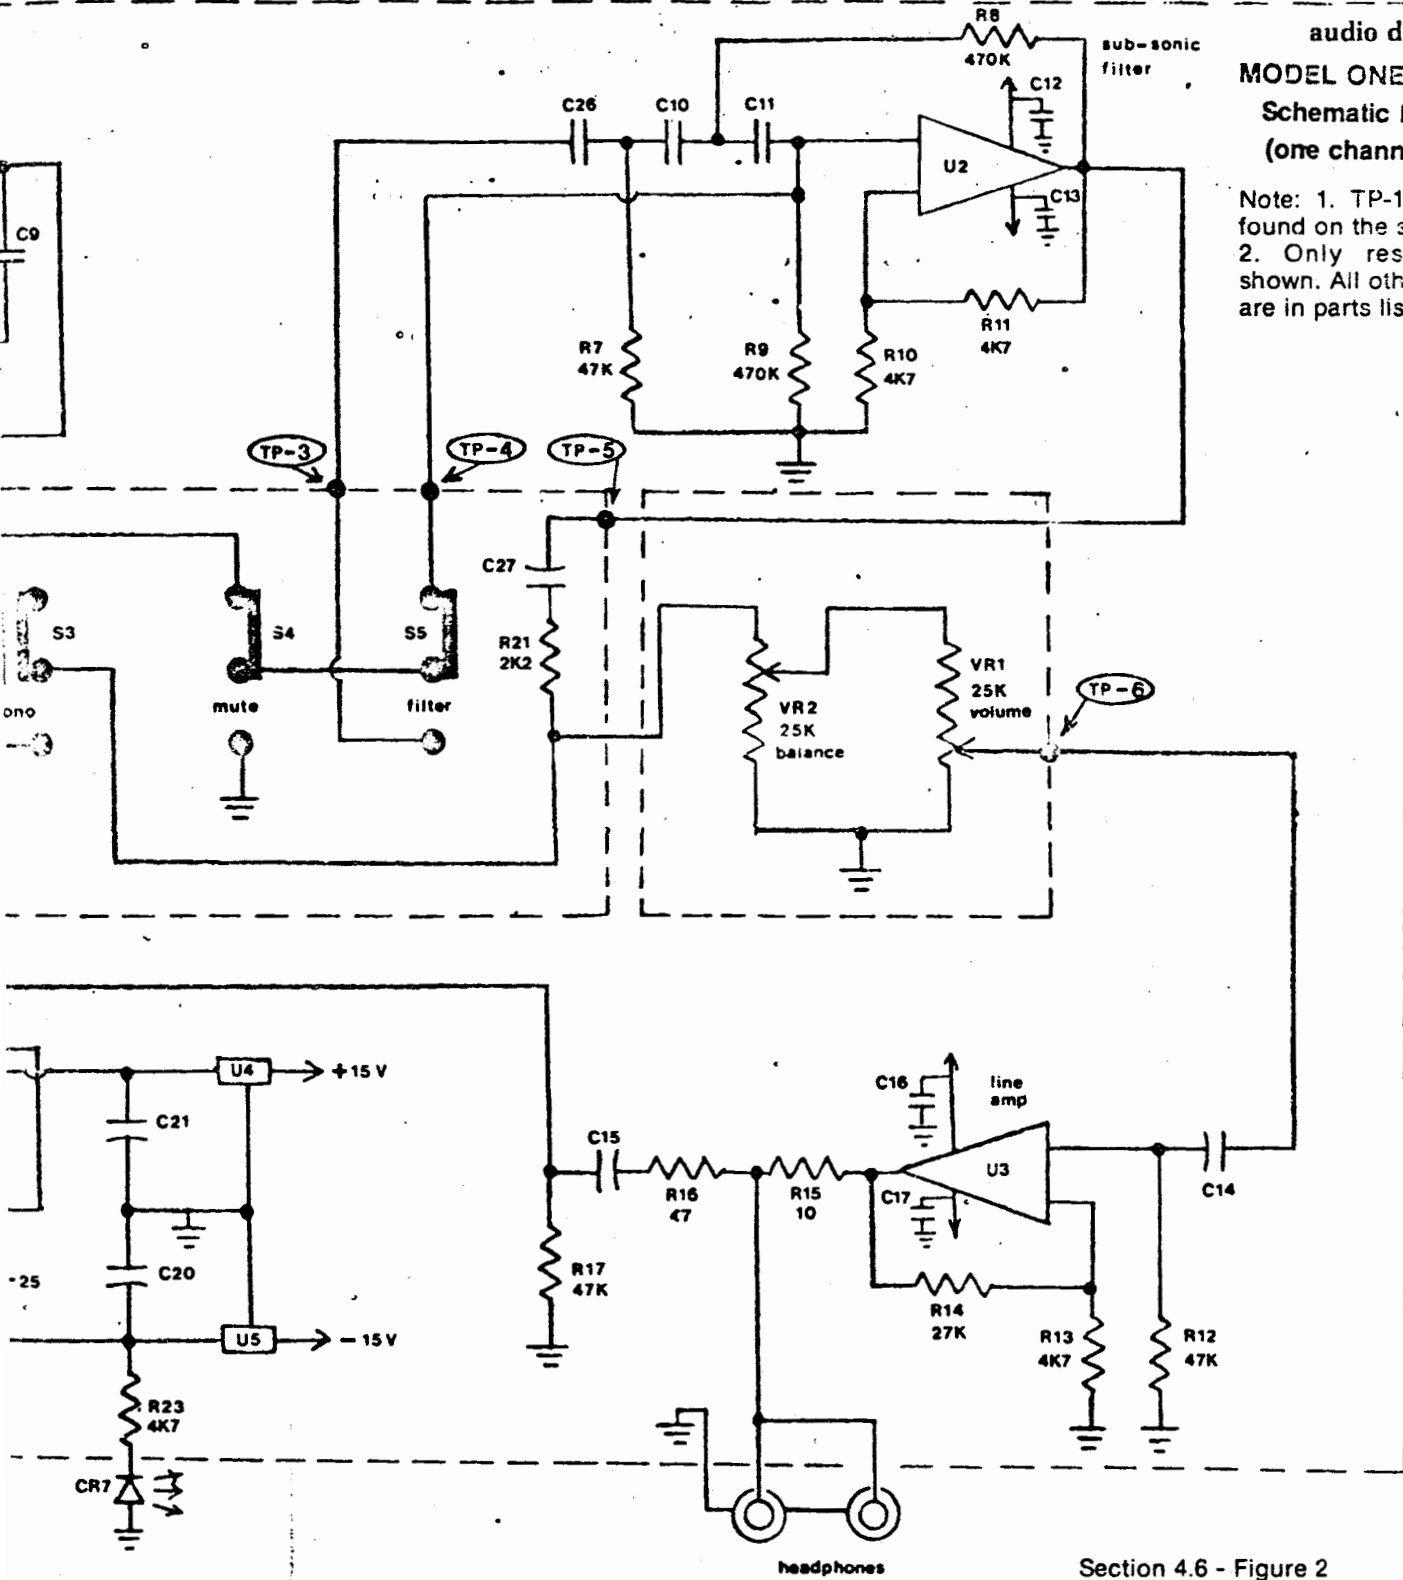 audio d
MODEL ONE
Schematic
(one chann
Note: 1. TP-1
found on the
2. Only res
shown. All oth
are in parts lis
R8
470K
sub-sonic
filter
C12
C26
C10
C11
U2
C13
C9
R11
4K7
R7
47K
R9
470K
R10
4K7
TP-3
TP-4
TP-5
C27
S3
S4
S5
R21
2K2
VR1
25K
volume
TP-6
ono
mute
filter
VR2
25K
balance
U4
+15 V
C16
line
amp
C21
C15
U3
R16
47
R15
10
C17
C14
C20
-25
R17
47K
R14
27K
R13
4K7
R12
47K
U5
- 15 V
R23
4K7
CR7
headphones
Section 4.6 - Figure 2